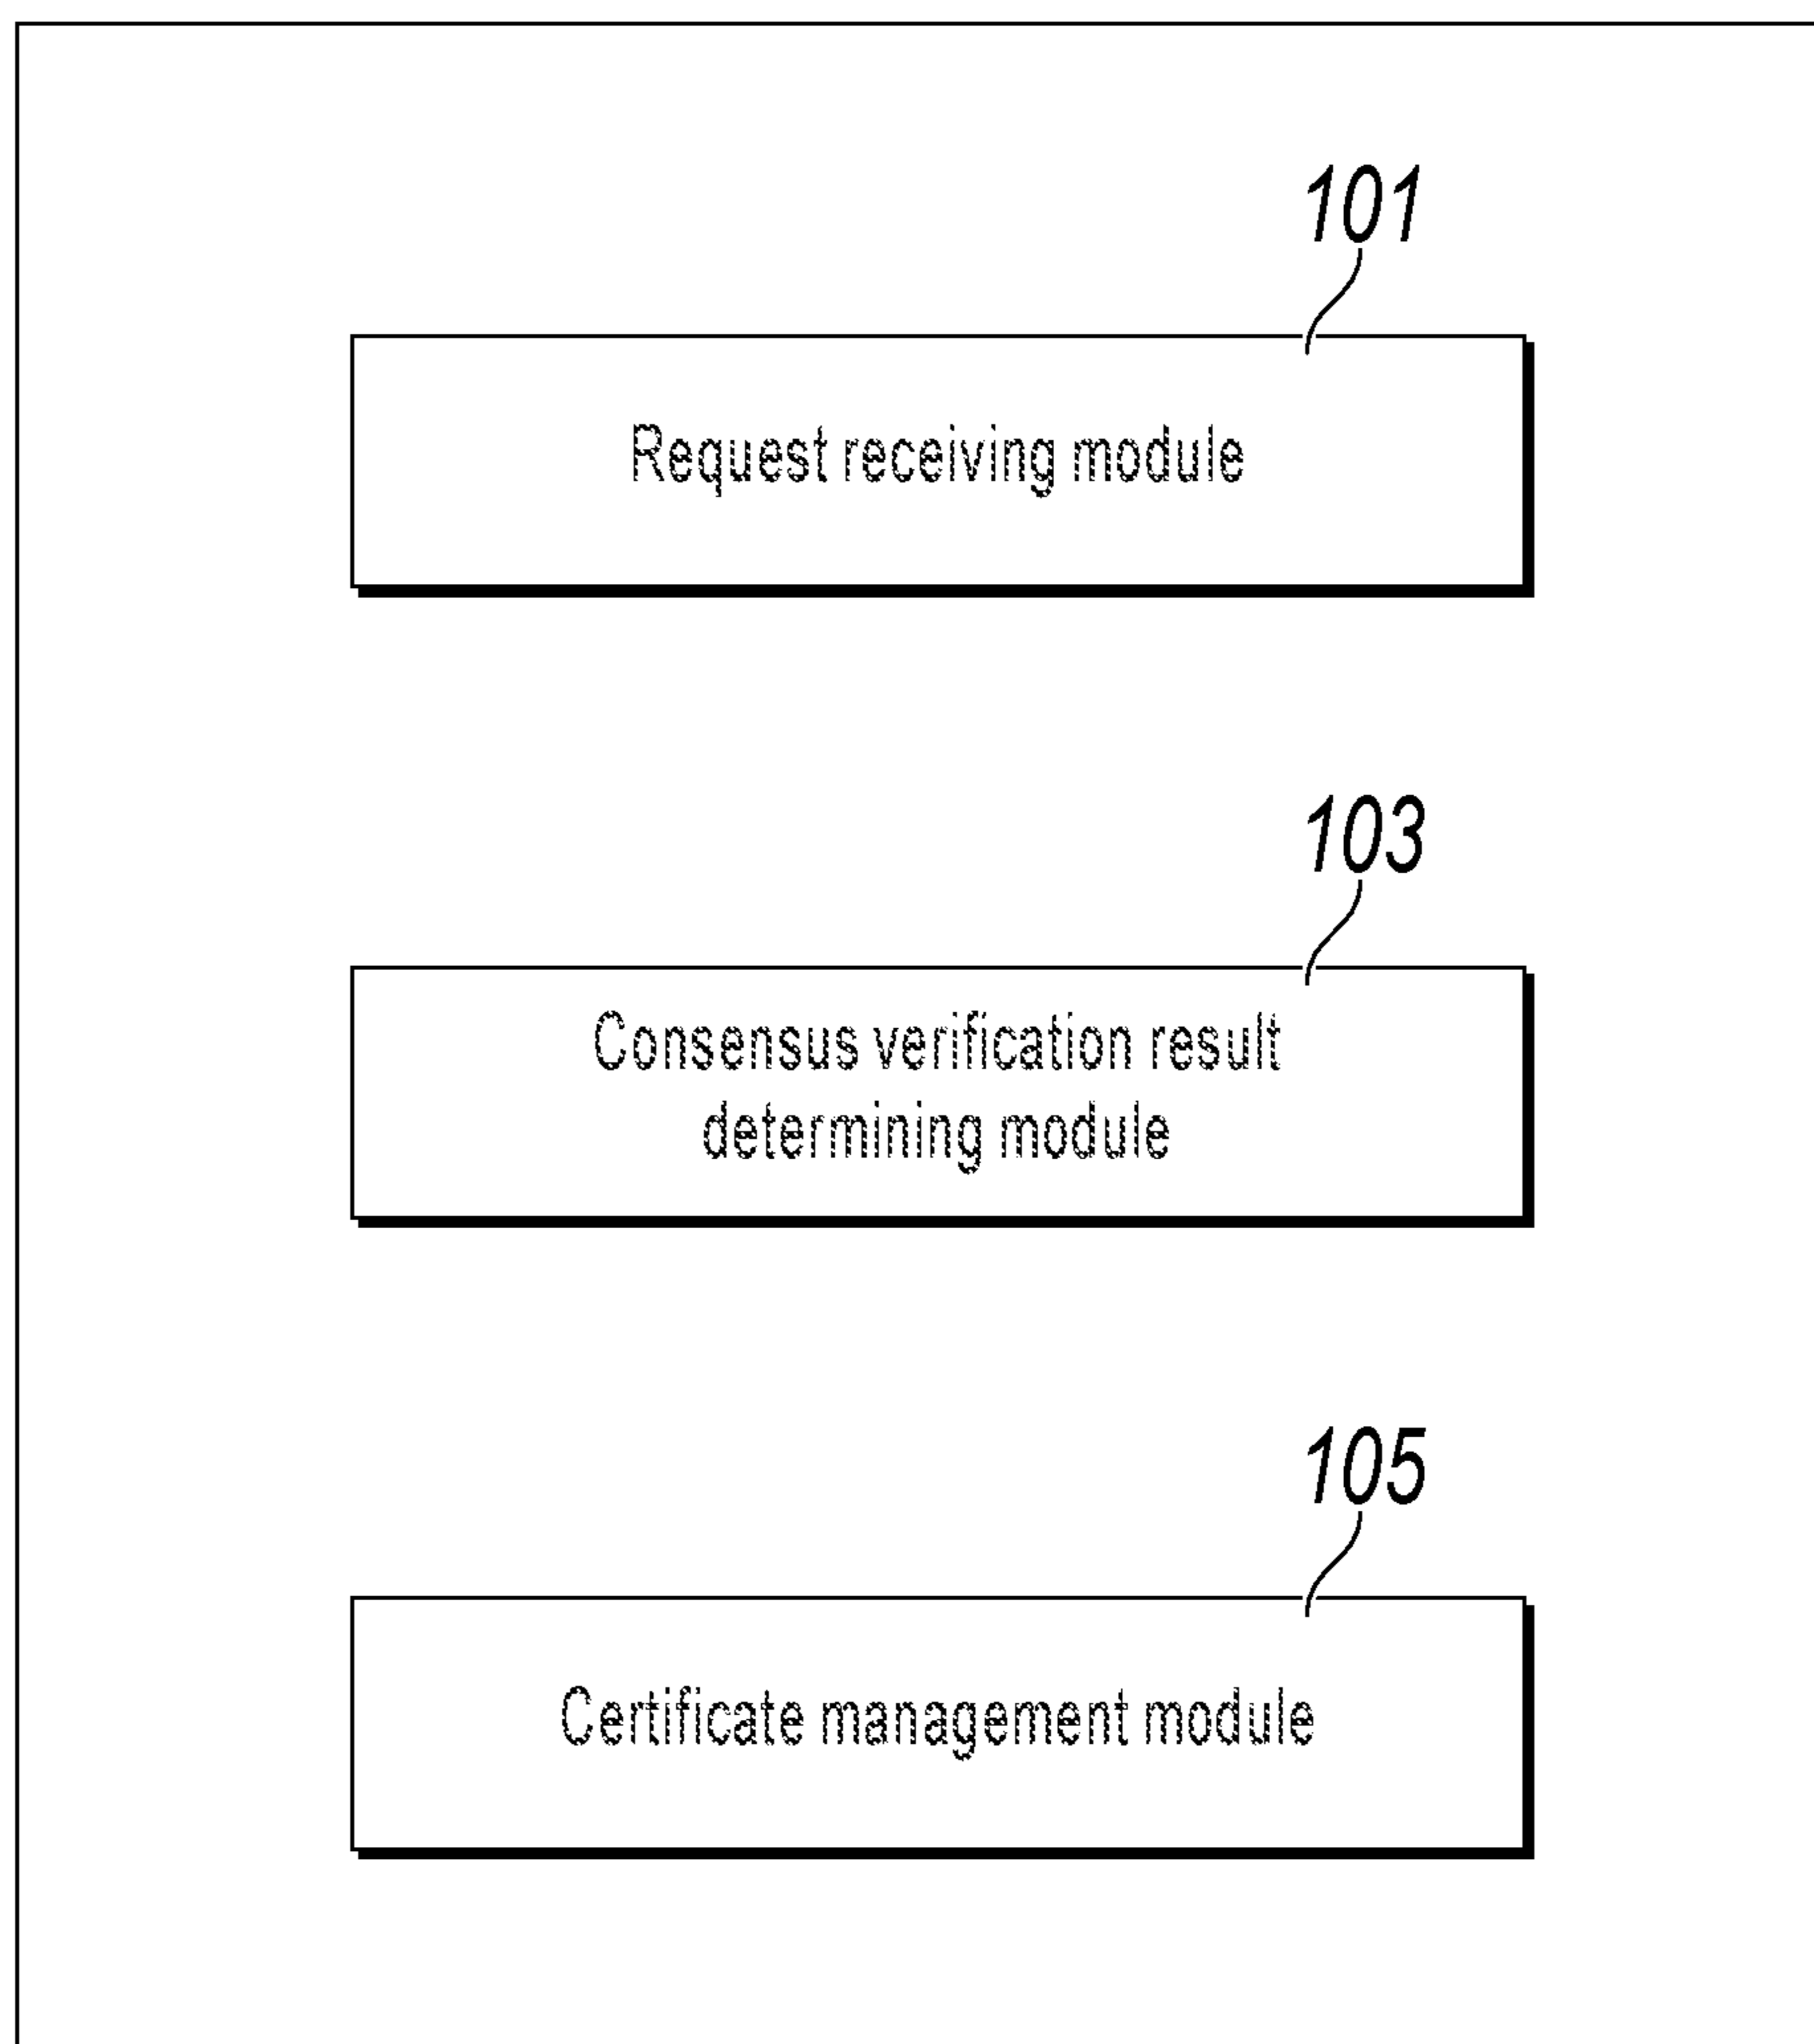 101
Request receiving module
103
Consensus verification result
determining module
105
Certificate management module